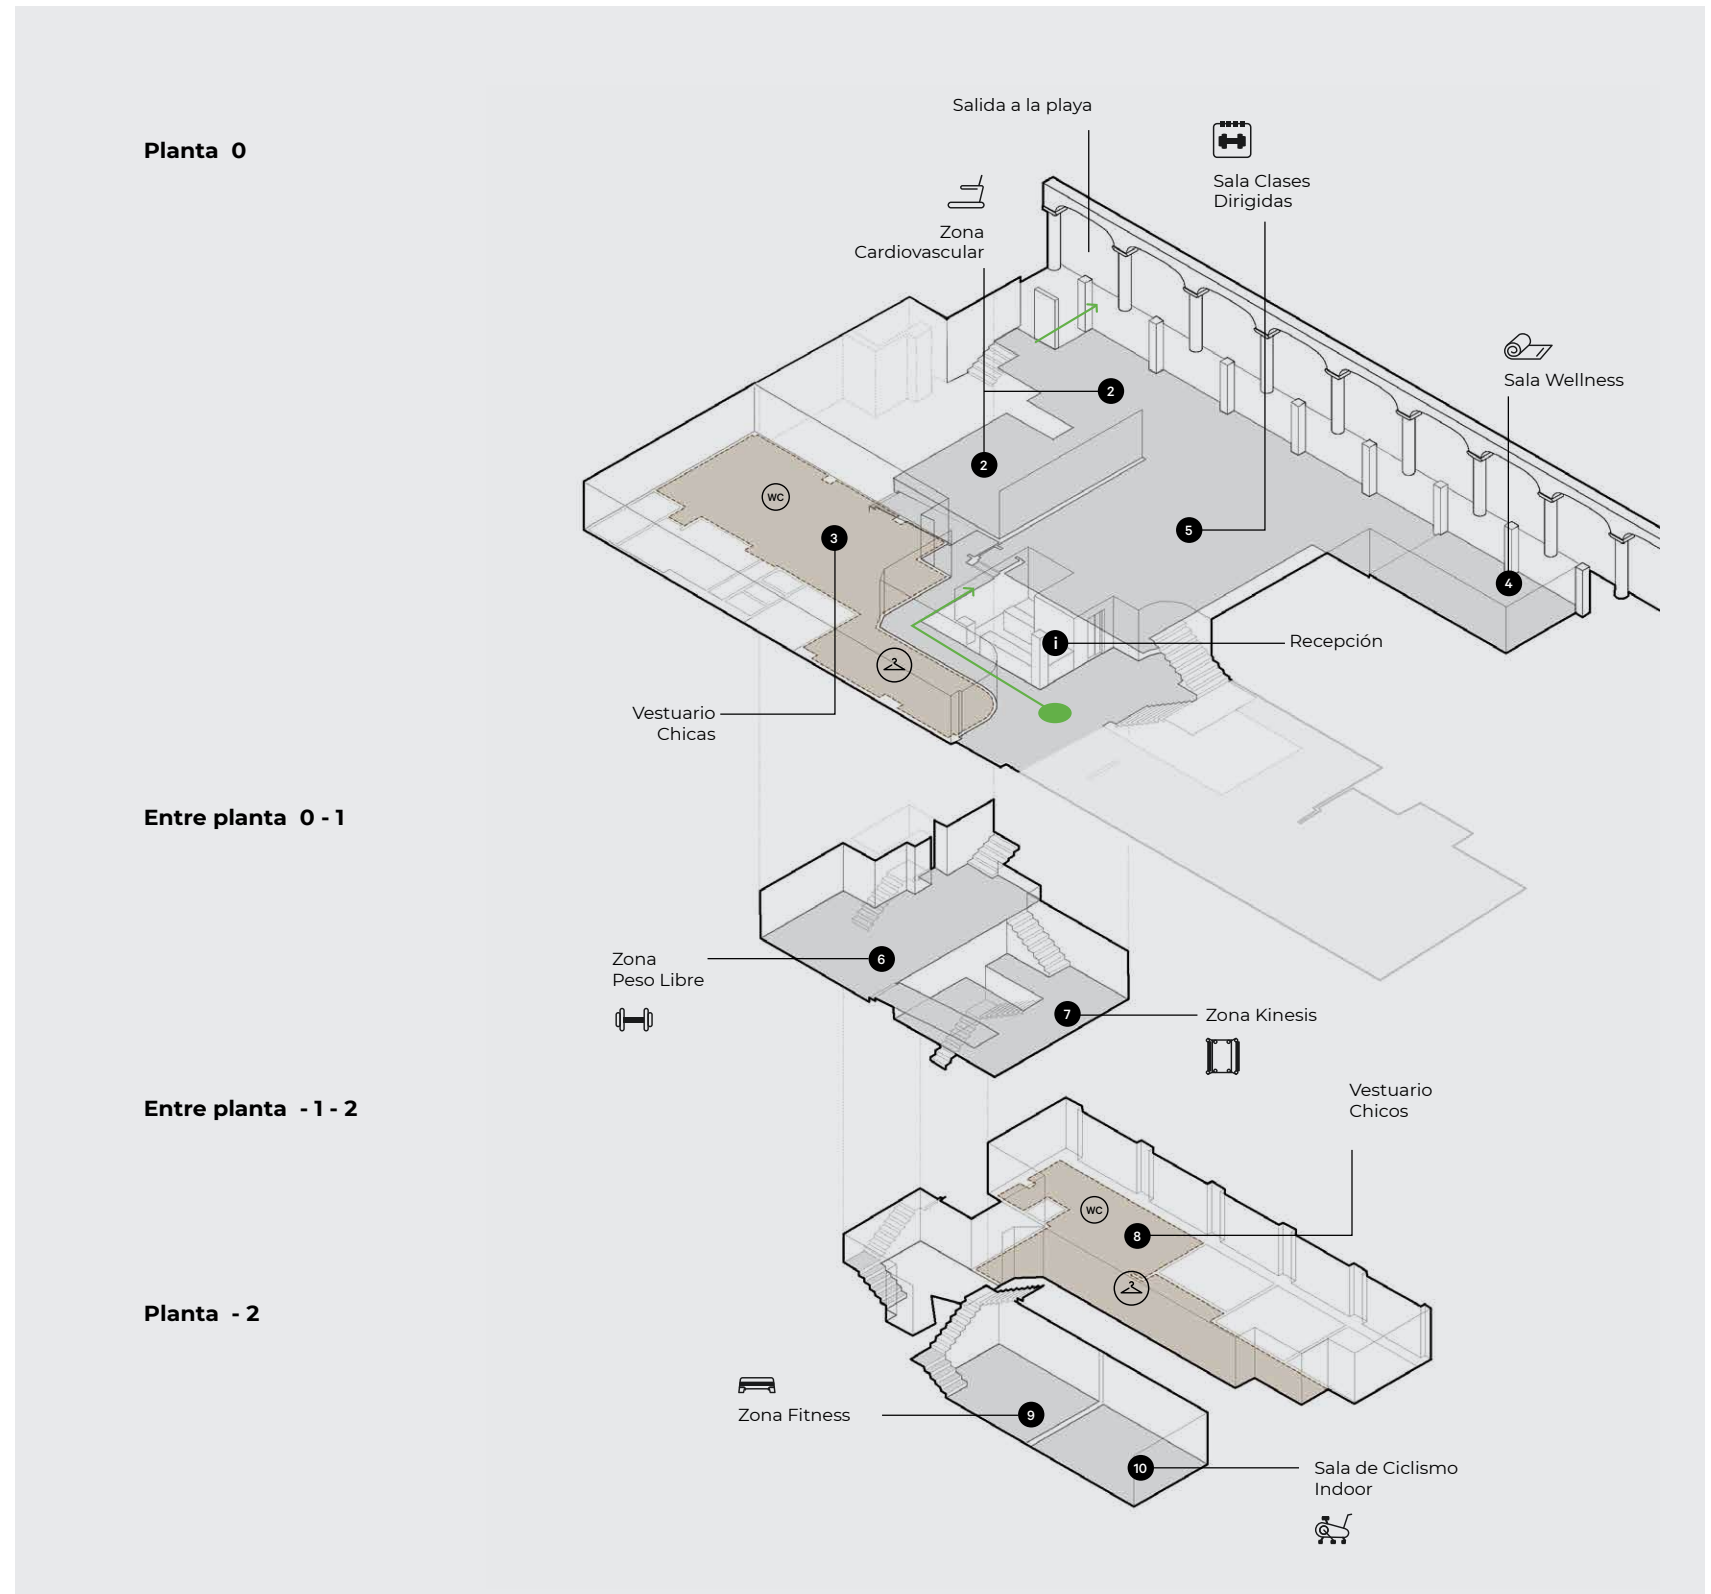 Salida a la playa
Planta 0
Sala Clases
Dirigidas
Zona
Cardiovascular
Sala Wellness
2
2
WC
3
5
4
i
Recepción
Vestuario
Chicas
Entre planta 0 - 1
6
Zona
Peso Libre
7
Zona Kinesis
Entre planta - 1 - 2
Vestuario
Chicos
WC
8
Planta - 2
Zona Fitness
9
10
Sala de Ciclismo
Indoor